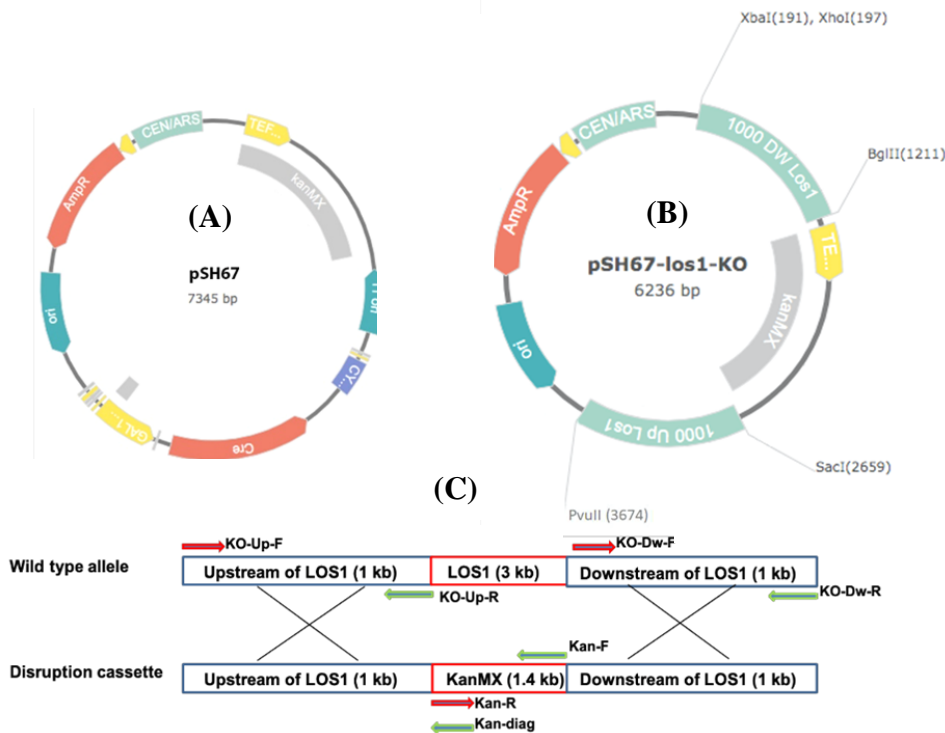 XbaI(191), XhoI(197)
CEN/ARS
TEF...
kanMX
AmpR
(A)
pSH67
7345 bp
ori
CY...
Cre
GAL1...
CEN/ARS
1000 DW Los1
BglII(1211)
AmpR
(B)
TE...
pSH67-los1-KO
6236 bp
kanMX
ori
1000 Up Los1
SacI(2659)
PvuII (3674)
(C)
KO-Up-F
KO-Dw-F
Wild type allele
Upstream of LOS1 (1 kb)
LOS1 (3 kb)
Downstream of LOS1 (1 kb)
KO-Up-R
KO-Dw-R
Kan-F
Disruption cassette
Upstream of LOS1 (1 kb)
KanMX (1.4 kb)
Downstream of LOS1 (1 kb)
Kan-R
Kan-diag